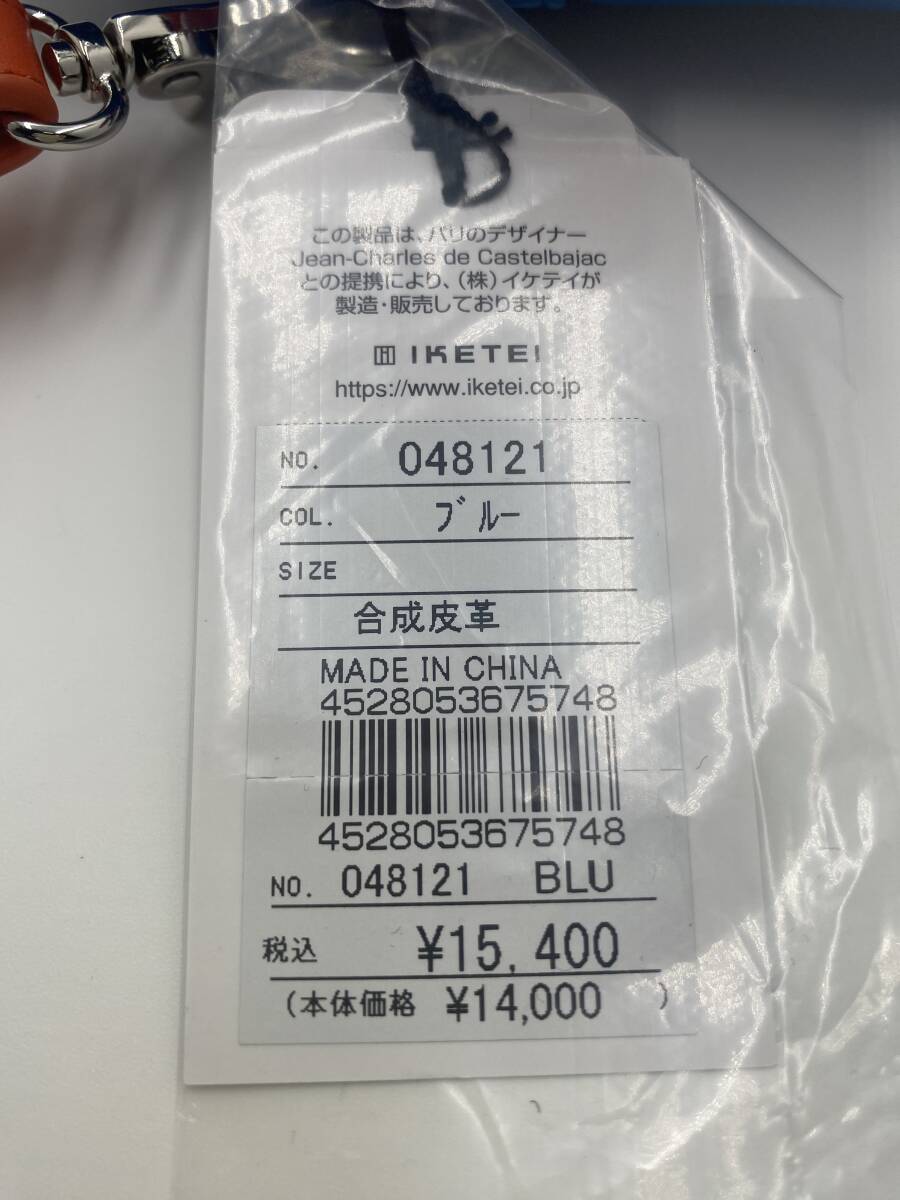 この製品は、パリのデザイナー
Jean-Charles de Castelbajac
との提携により、（株）イケテイが
製造・販売しております。
IKETEI
https://www.iketei.co.jp
NO. 048121
COL. ブルー
SIZE
合成皮革
MADE IN CHINA
4528053675748
4528053675748
NO. 048121 BLU
税込 ¥15,400
(本体価格 ¥14,000 )